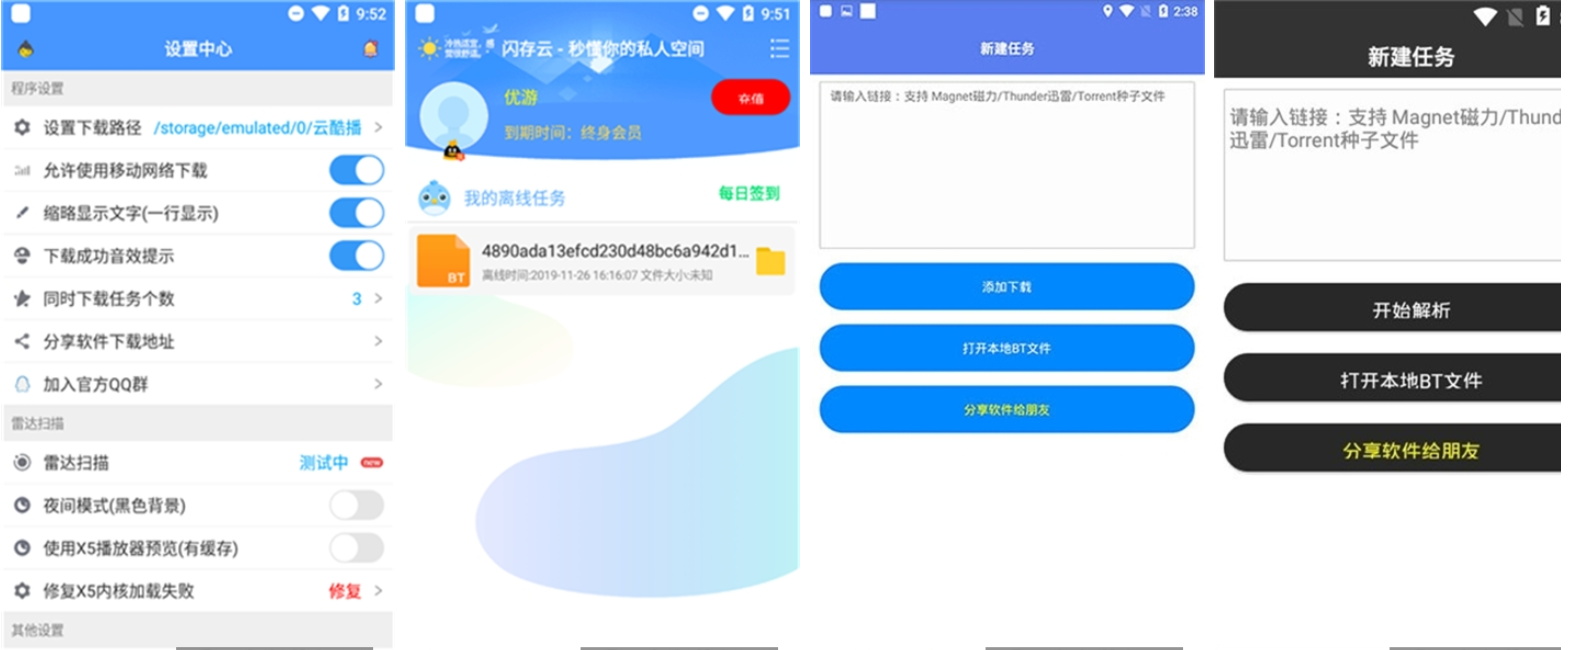 9:52
设置中心
程序设置
设置下载路径 /storage/emulated/0/云酷播
允许使用移动网络下载
缩略显示文字(一行显示)
下载成功音效提示
同时下载任务个数 3
分享软件下载地址
加入官方QQ群
雷达扫描
雷达扫描 测试中 new
夜间模式(黑色背景)
使用X5播放器预览(有缓存)
修复X5内核加载失败 修复
其他设置
9:51
闪存云 - 秒懂你的私人空间
优游
充值
到期时间：终身会员
我的离线任务
每日签到
4890ada13efcd230d48bc6a942d1...
BT
离线时间:2019-11-26 16:16:07 文件大小:未知
2:38
新建任务
请输入链接：支持 Magnet磁力/Thunder迅雷/Torrent种子文件
添加下载
打开本地BT文件
分享软件给朋友
新建任务
请输入链接：支持 Magnet磁力/Thund
迅雷/Torrent种子文件
开始解析
打开本地BT文件
分享软件给朋友